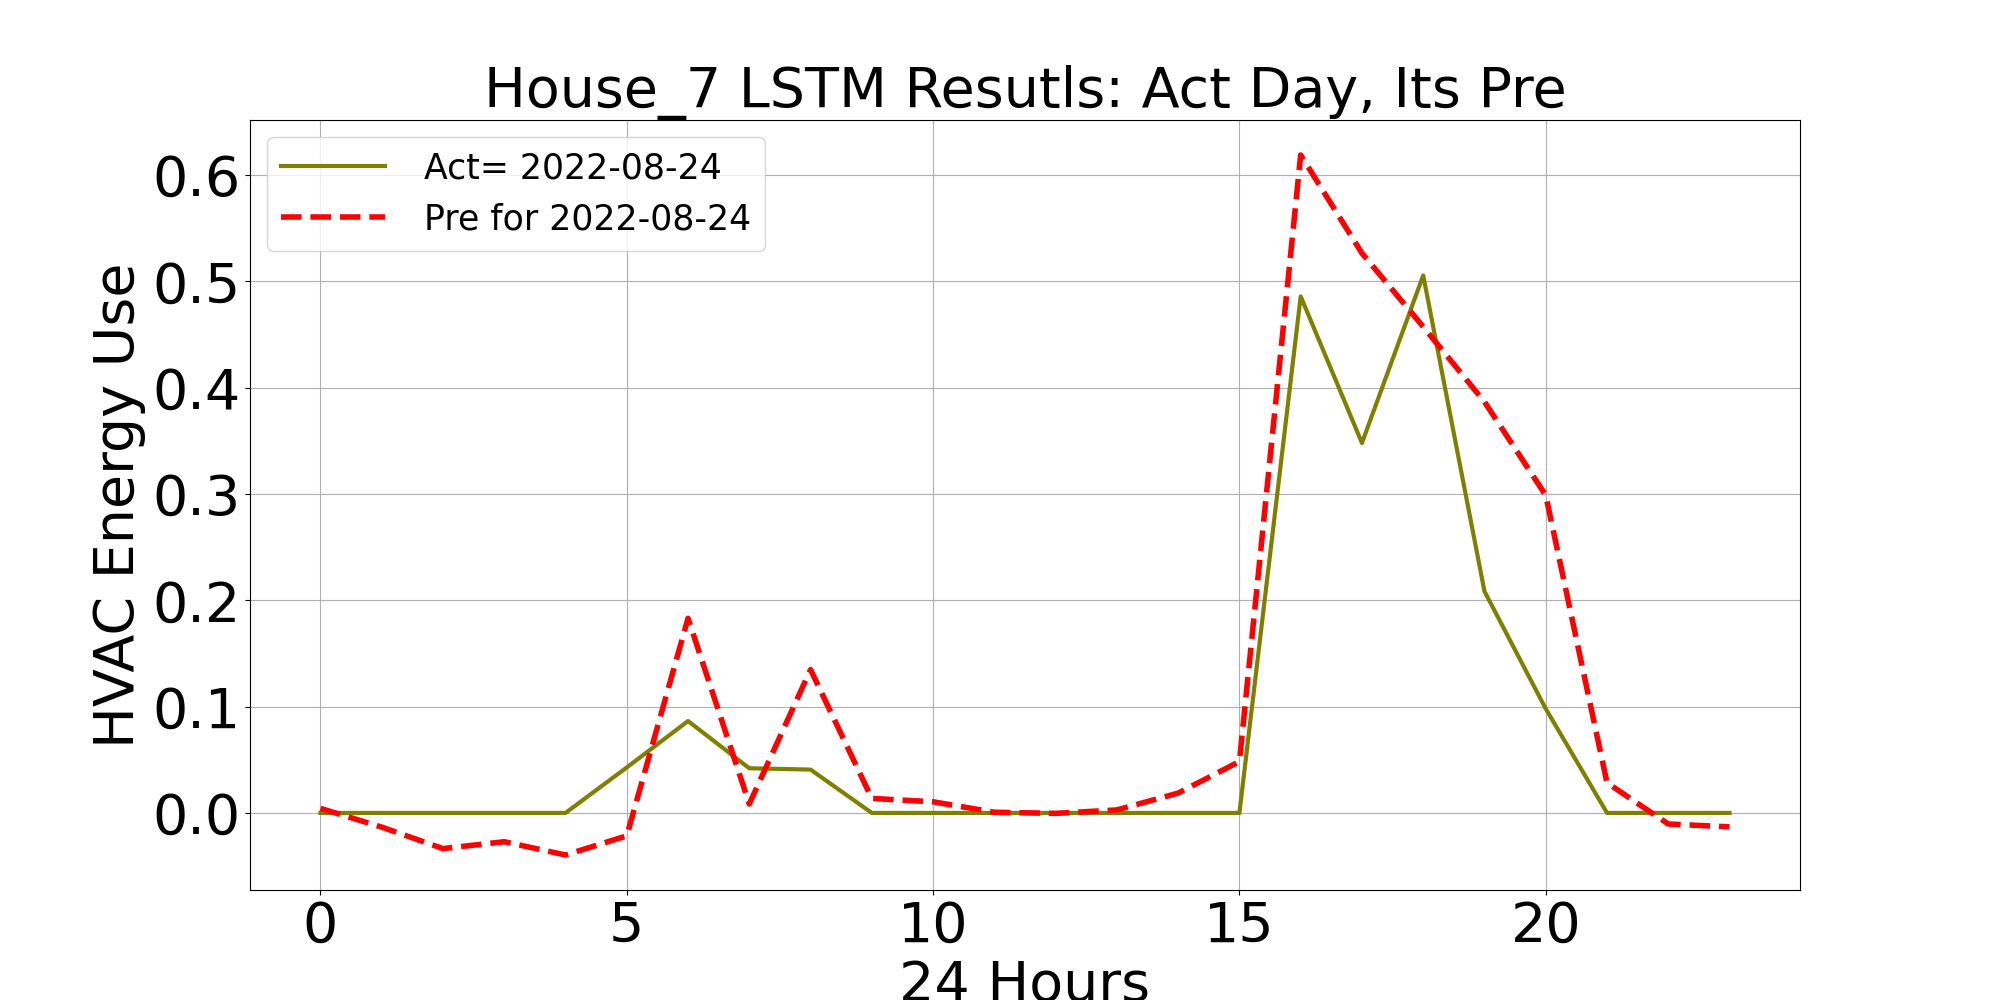 House_7 LSTM Resutls: Act Day, Its Pre
Act= 2022-08-24
Pre for 2022-08-24
HVAC Energy Use
0.6
0.5
0.4
0.3
0.2
0.1
0.0
0 5 10 15 20
24 Hours